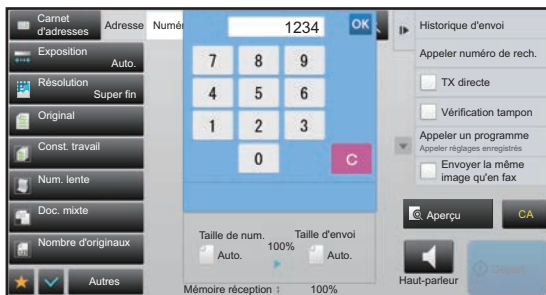 Carnet
d'adresses
Adresse
Numér
1234
OK
Historique d'envoi
Exposition
Auto.
7 8 9
Appeler numéro de rech.
Résolution
Super fin
4 5 6
TX directe
Original
1 2 3
Vérification tampon
Const. travail
0
C
Appeler un programme
Appeler réglages enregistrés
Num. lente
Envoyer la même
image qu'en fax
Doc. mixte
Aperçu
CA
Nombre d'originaux
Taille de num.
100%
Taille d'envoi
Auto.
Auto.
Autres
Mémoire réception : 100%
Haut-parleur
Départ